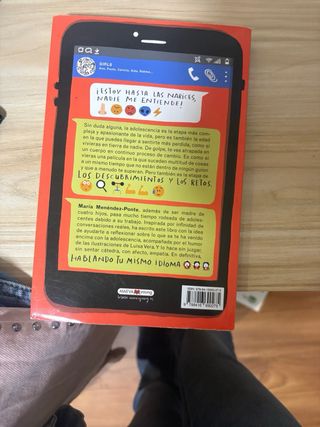 GIRLS
¡ESTOY HASTA LAS NARICES,
NADIE ME ENTIENDE!
Sin duda alguna, la adolescencia es la etapa más com-
pleja y apasionante de la vida, pero es también la edad
en que puedes llegar a sentirte más perdida, como si
vivieras en tierra de nadie. De golpe, te ves atrapada en
un cuerpo en continuo proceso de cambio. Es como si
vieras una película en la que suceden multitud de cosas
a un mismo tiempo y no estás dentro de ningún guion
que a menudo te superan. Pero también es la etapa de
LOS DESCUBRIMIENTOS Y LOS RETOS.
María Menéndez-Ponte, además de ser madre de
cuatro hijos, pasa mucho tiempo rodeada de adoles-
centes debido a su trabajo. Inspirada por infinidad de
conversaciones reales, ha escrito este libro con la idea
de ayudarte a reflexionar sobre lo que se te ha venido
encima con la adolescencia, acompañada por el humor
de las ilustraciones de Luisa Vera. Y lo hace sin juzgar,
sin sentar cátedra, con afecto, empatía. En definitiva,
HABLANDO TU MISMO IDIOMA
MAEVA young